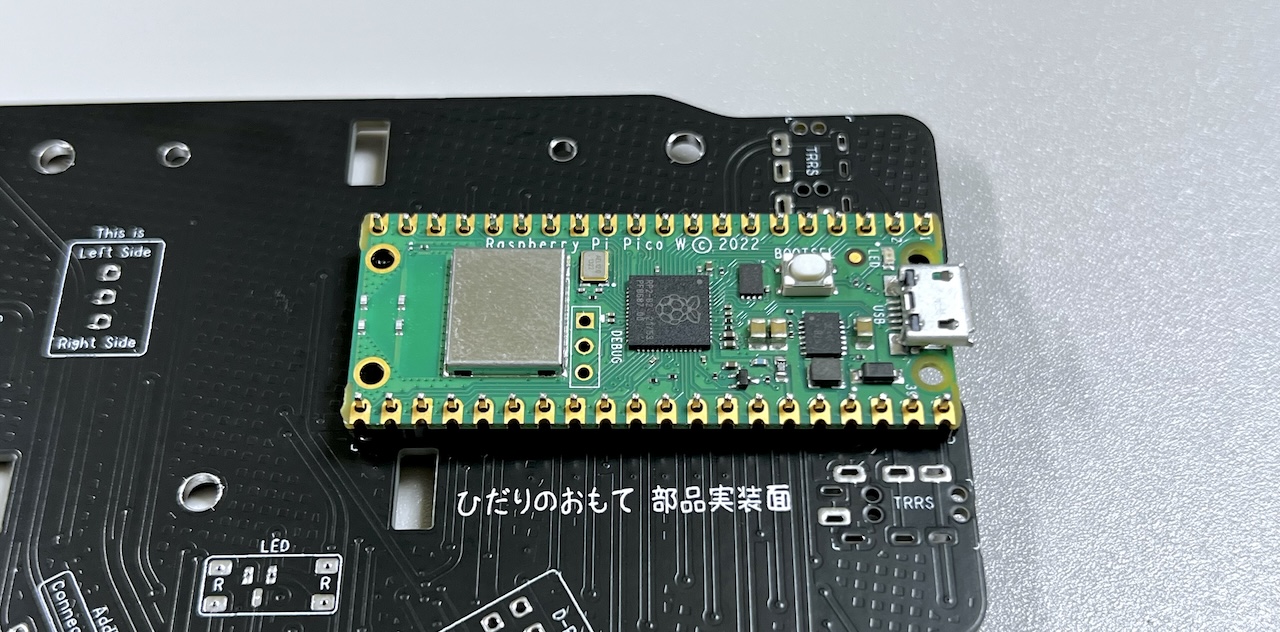 TRRS
This is
Left Side
Right Side
Raspberry Pi Pico W © 2022
BOOTSEL
LED
USB
DEBUG
ひだりのおもて 部品実装面
TRRS
LED
R
R